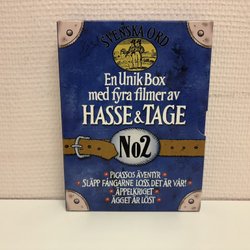 SVENSKA ORD
En Unik Box
med fyra filmer av
HASSE & TAGE
No2
• PICASSOS ÄVENTYR •
• SLÄPP FÅNGARNE LOSS, DET ÄR VÅR! •
• ÄPPELKRIGET •
• ÄGGET ÄR LÖST •